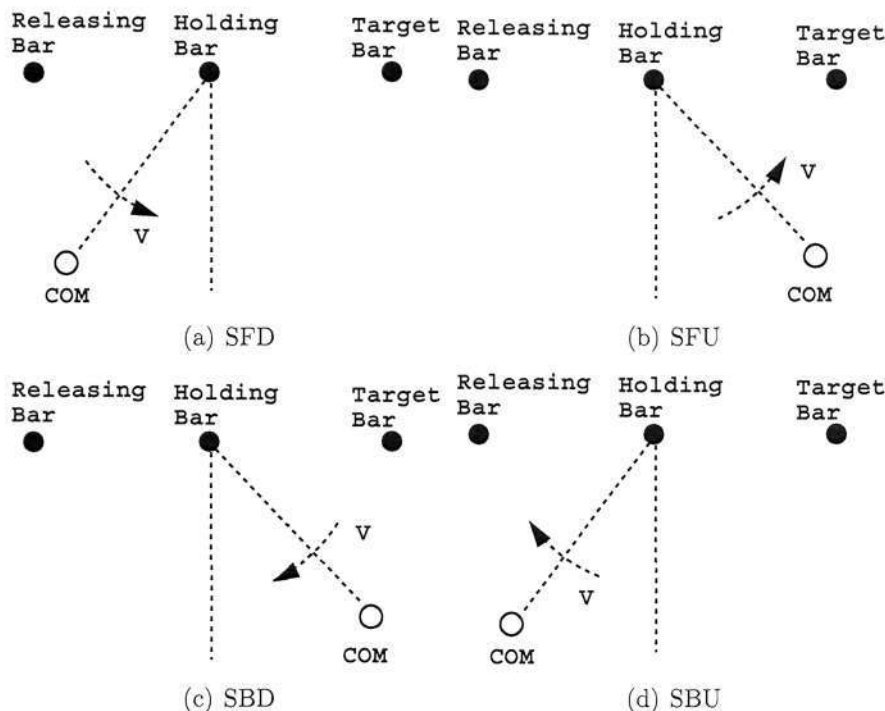 Releasing Bar
Holding Bar
Target Bar
V
COM
(a) SFD
Releasing Bar
Holding Bar
Target Bar
V
COM
(b) SFU
Releasing Bar
Holding Bar
Target Bar
V
COM
(c) SBD
Releasing Bar
Holding Bar
Target Bar
V
COM
(d) SBU